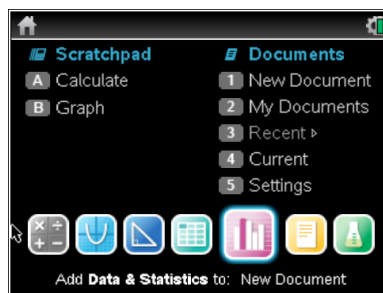 Scratchpad
A Calculate
B Graph
Documents
1 New Document
2 My Documents
3 Recent ▹
4 Current
5 Settings
Add Data & Statistics to: New Document